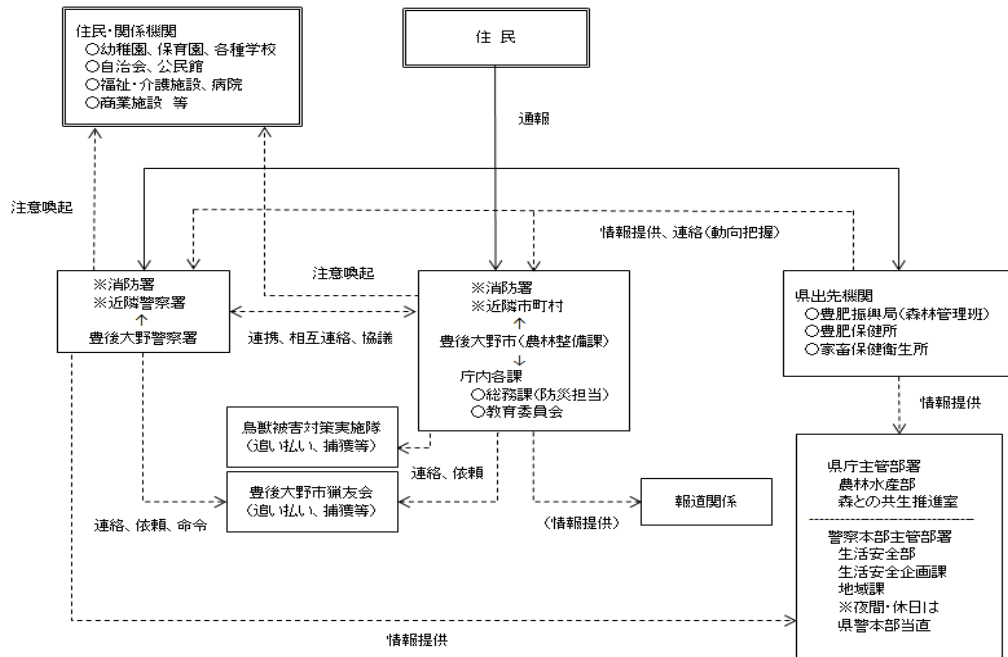 住民・関係機関
○幼稚園、保育園、各種学校
○自治会、公民館
○福祉・介護施設、病院
○商業施設 等
住 民
通報
注意喚起
情報提供、連絡(動向把握)
注意喚起
※消防署
※近隣警察署
↑
豊後大野警察署
連携、相互連絡、協議
※消防署
※近隣市町村
↑
豊後大野市(農林整備課)
↓
庁内各課
○総務課(防災担当)
○教育委員会
県出先機関
○豊肥振興局(森林管理班)
○豊肥保健所
○家畜保健衛生所
情報提供
鳥獣被害対策実施隊
(追い払い、捕獲等)
連絡、依頼
豊後大野市猟友会
(追い払い、捕獲等)
連絡、依頼、命令
(情報提供)
報道関係
県庁主管部署
農林水産部
森との共生推進室
警察本部主管部署
生活安全部
生活安全企画課
地域課
※夜間・休日は
県警本部当直
情報提供